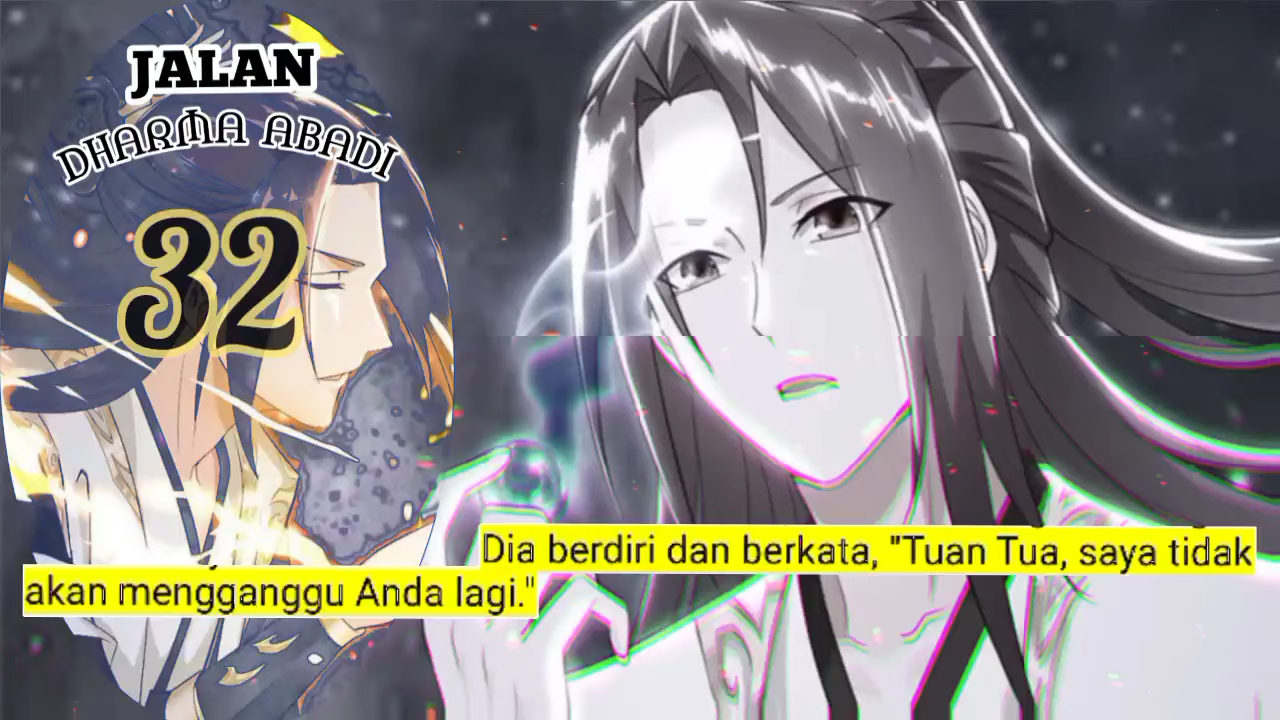 JALAN
DHARMA ABADI
32
Dia berdiri dan berkata, "Tuan Tua, saya tidak
akan mengganggu Anda lagi."